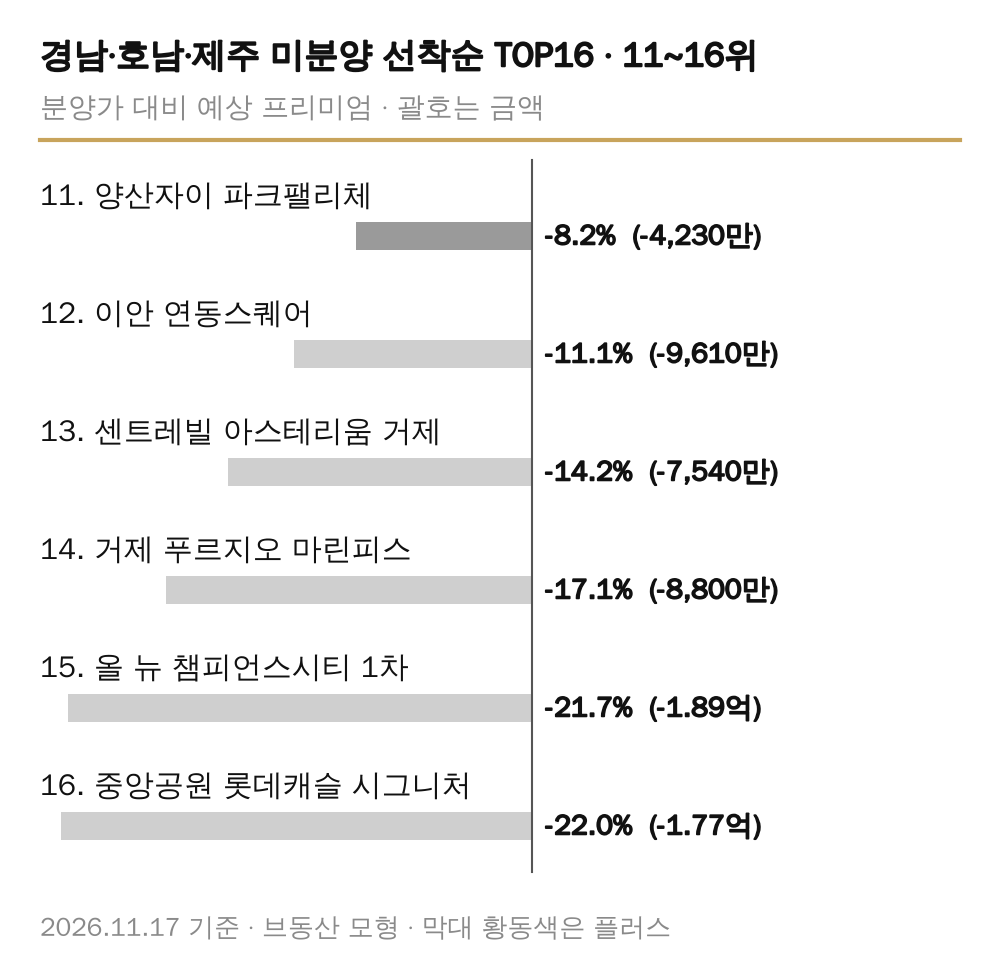 경남·호남·제주 미분양 선착순 TOP16 · 11~16위
분양가 대비 예상 프리미엄 · 괄호는 금액
11. 양산자이 파크팰리체
-8.2% (-4,230만)
12. 이안 연동스퀘어
-11.1% (-9,610만)
13. 센트레빌 아스테리움 거제
-14.2% (-7,540만)
14. 거제 푸르지오 마린피스
-17.1% (-8,800만)
15. 올 뉴 챔피언스시티 1차
-21.7% (-1.89억)
16. 중앙공원 롯데캐슬 시그니처
-22.0% (-1.77억)
2026.11.17 기준 · 브동산 모형 · 막대 황동색은 플러스